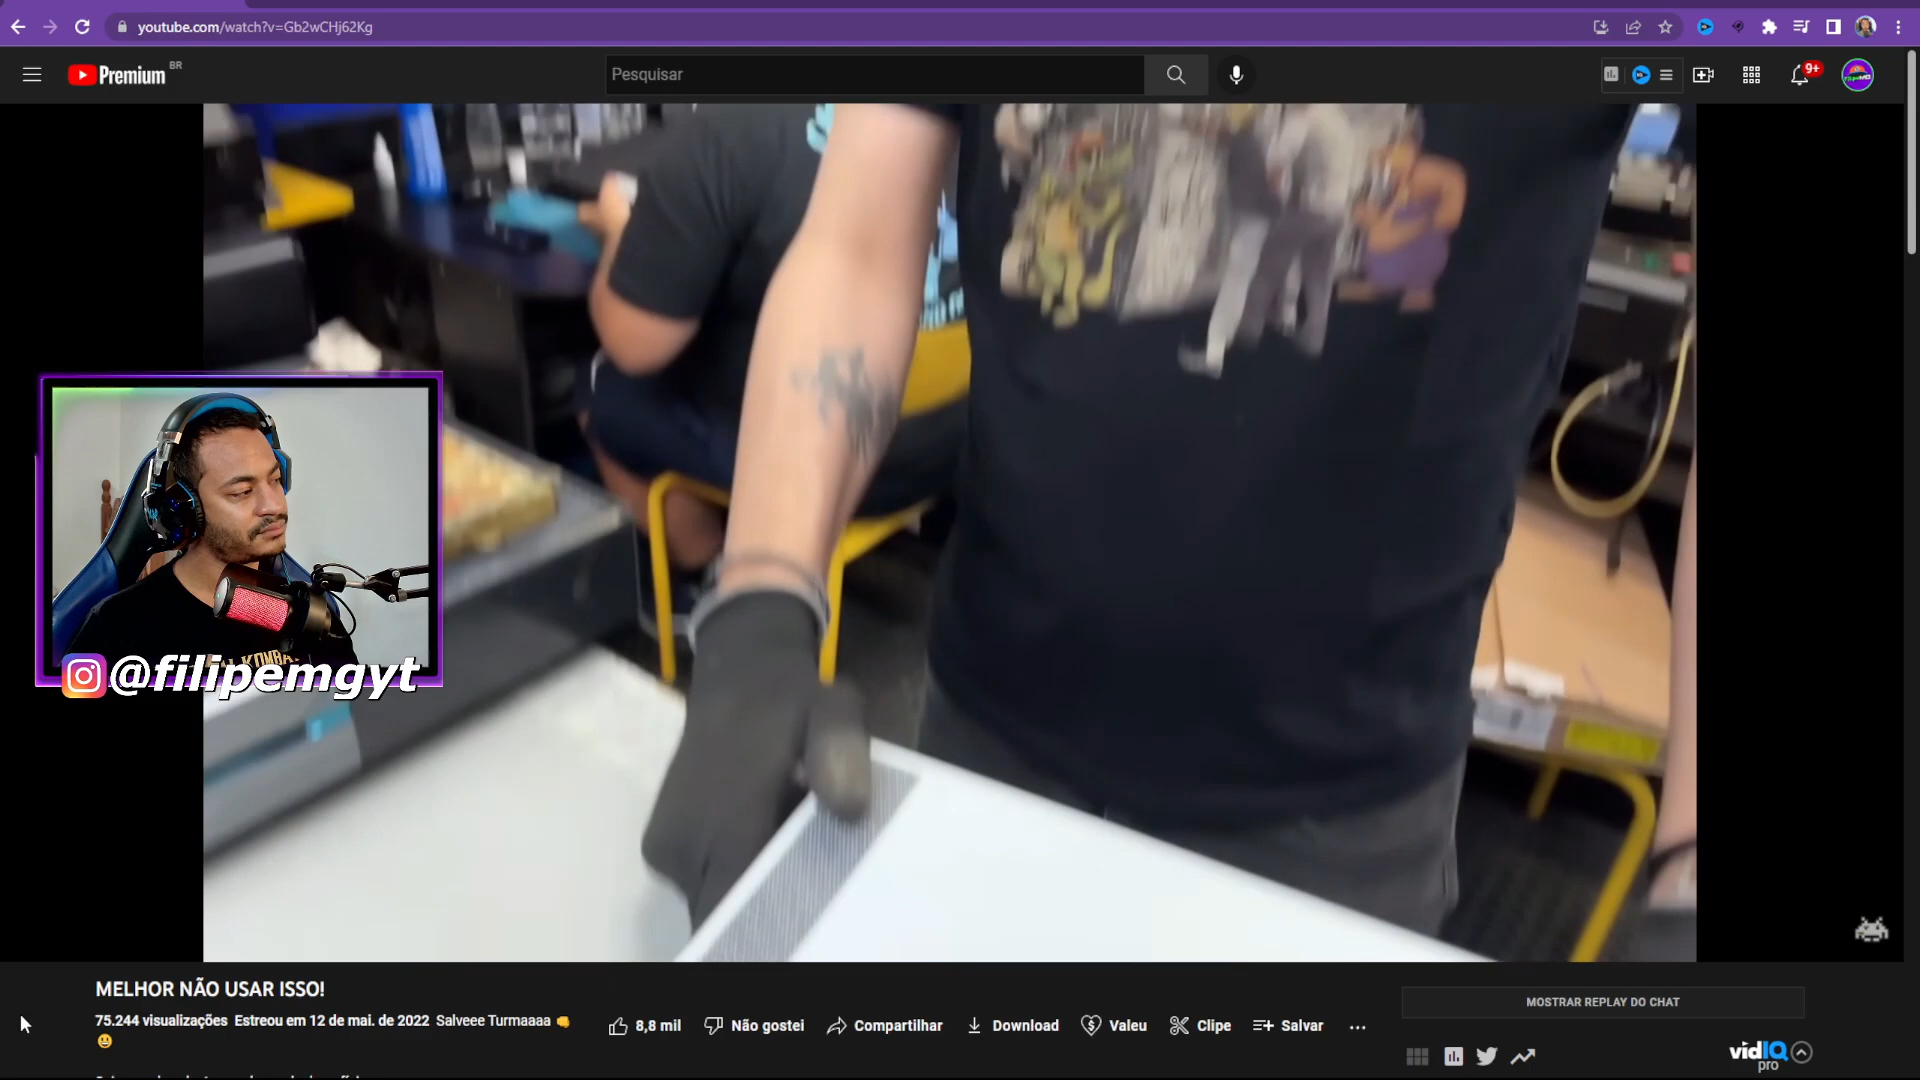 youtube.com/watch?v=Gb2wCHj62Kg
Premium BR
Pesquisar
9+
@filipemgyt
MELHOR NÃO USAR ISSO!
75.244 visualizações Estreou em 12 de mai. de 2022 Salveee Turmaaaa 🤜
😃
8,8 mil
Não gostei
Compartilhar
Download
Valeu
Clipe
Salvar
MOSTRAR REPLAY DO CHAT
vidIQ
pro